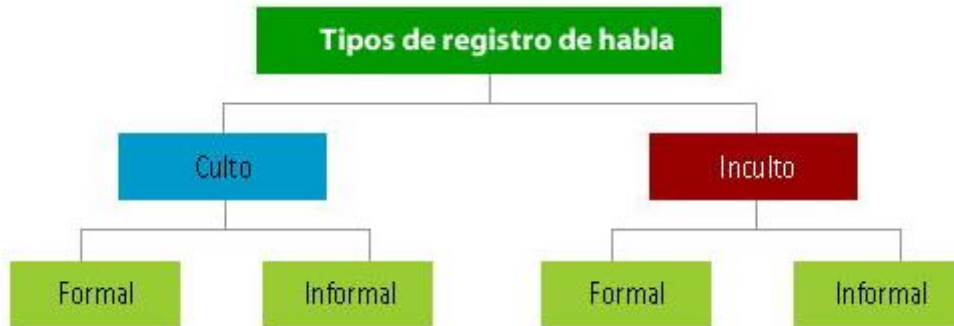 Tipos de registro de habla
Culto
Inculto
Formal
Informal
Formal
Informal